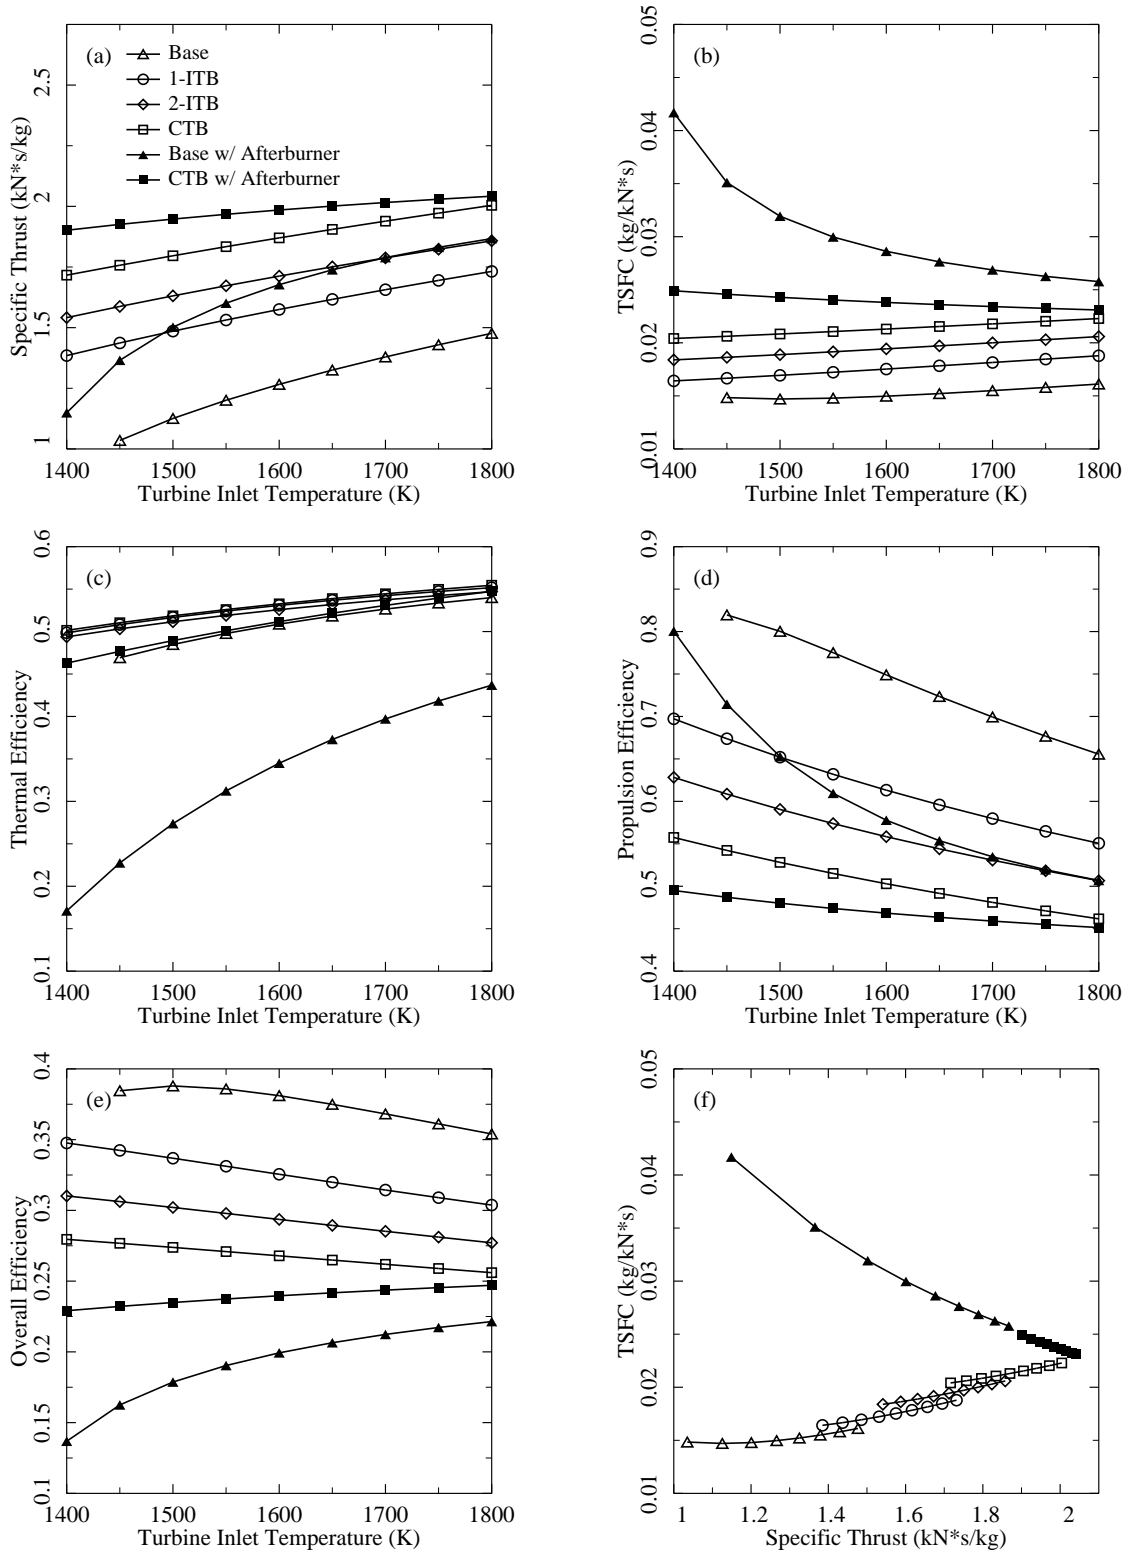 (a)
Base
1-ITB
2-ITB
CTB
Base w/ Afterburner
CTB w/ Afterburner
Specific Thrust (kN*s/kg)
2.5
2
1.5
1
1400 1500 1600 1700 1800
Turbine Inlet Temperature (K)
(b)
TSFC (kg/kN*s)
0.05
0.04
0.03
0.02
0.01
1400 1500 1600 1700 1800
Turbine Inlet Temperature (K)
(c)
Thermal Efficiency
0.6
0.5
0.4
0.3
0.2
0.1
1400 1500 1600 1700 1800
Turbine Inlet Temperature (K)
(d)
Propulsion Efficiency
0.9
0.8
0.7
0.6
0.5
0.4
1400 1500 1600 1700 1800
Turbine Inlet Temperature (K)
(e)
Overall Efficiency
0.4
0.35
0.3
0.25
0.2
0.15
0.1
1400 1500 1600 1700 1800
Turbine Inlet Temperature (K)
(f)
TSFC (kg/kN*s)
0.05
0.04
0.03
0.02
0.01
1 1.2 1.4 1.6 1.8 2
Specific Thrust (kN*s/kg)